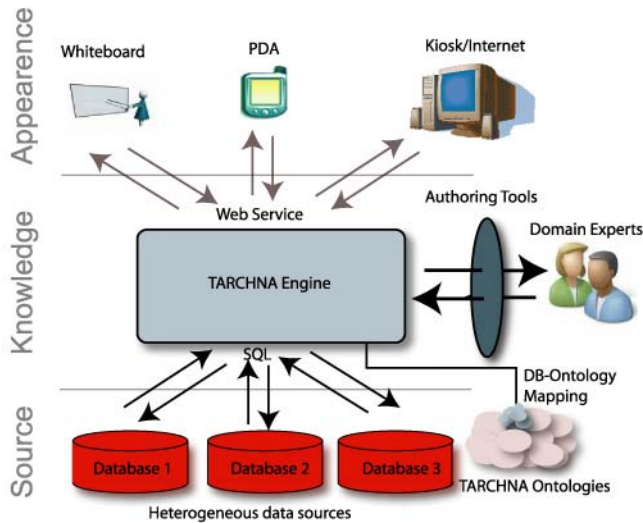 Appearence
Whiteboard
PDA
Kiosk/Internet
Knowledge
Web Service
Authoring Tools
TARCHNA Engine
Domain Experts
SQL
DB-Ontology
Mapping
Source
Database 1
Database 2
Database 3
TARCHNA Ontologies
Heterogeneous data sources